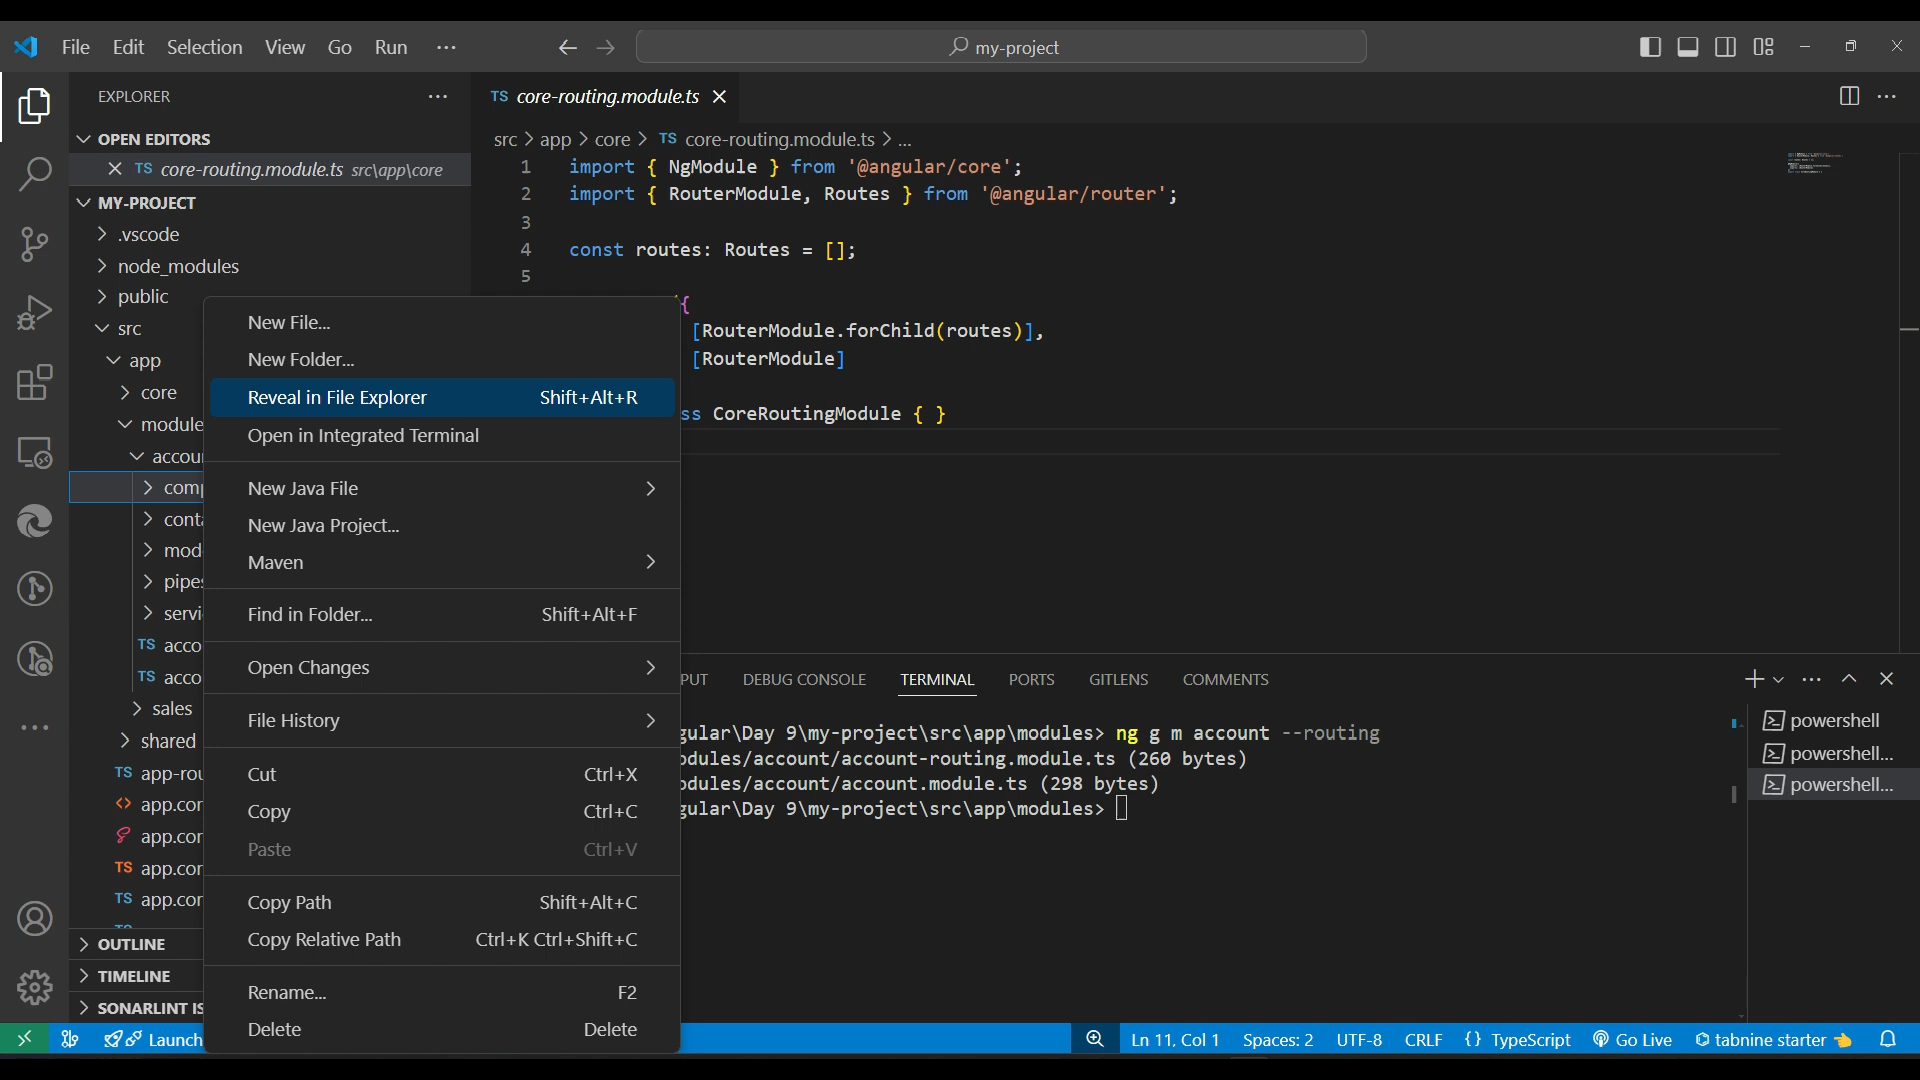 File Edit Selection View Go Run ···
my-project
EXPLORER
OPEN EDITORS
TS core-routing.module.ts src\app\core
MY-PROJECT
.vscode
node_modules
public
src
app
core
module
accou
com
cont
mod
pipes
servi
TS acco
TS acco
sales
shared
TS app-rou
<> app.cor
app.cor
TS app.cor
TS app.cor
OUTLINE
TIMELINE
SONARLINT IS
New File...
New Folder...
Reveal in File Explorer Shift+Alt+R
Open in Integrated Terminal
New Java File
New Java Project...
Maven
Find in Folder... Shift+Alt+F
Open Changes
File History
Cut Ctrl+X
Copy Ctrl+C
Paste Ctrl+V
Copy Path Shift+Alt+C
Copy Relative Path Ctrl+K Ctrl+Shift+C
Rename... F2
Delete Delete
TS core-routing.module.ts
src > app > core > TS core-routing.module.ts > ...
1 import { NgModule } from '@angular/core';
2 import { RouterModule, Routes } from '@angular/router';
3
4 const routes: Routes = [];
5
{
[RouterModule.forChild(routes)],
[RouterModule]
ss CoreRoutingModule { }
PUT DEBUG CONSOLE TERMINAL PORTS GITLENS COMMENTS
gular\Day 9\my-project\src\app\modules> ng g m account --routing
odules/account/account-routing.module.ts (260 bytes)
odules/account/account.module.ts (298 bytes)
gular\Day 9\my-project\src\app\modules>
powershell
powershell...
powershell...
Launch
Ln 11, Col 1 Spaces: 2 UTF-8 CRLF {} TypeScript Go Live tabnine starter